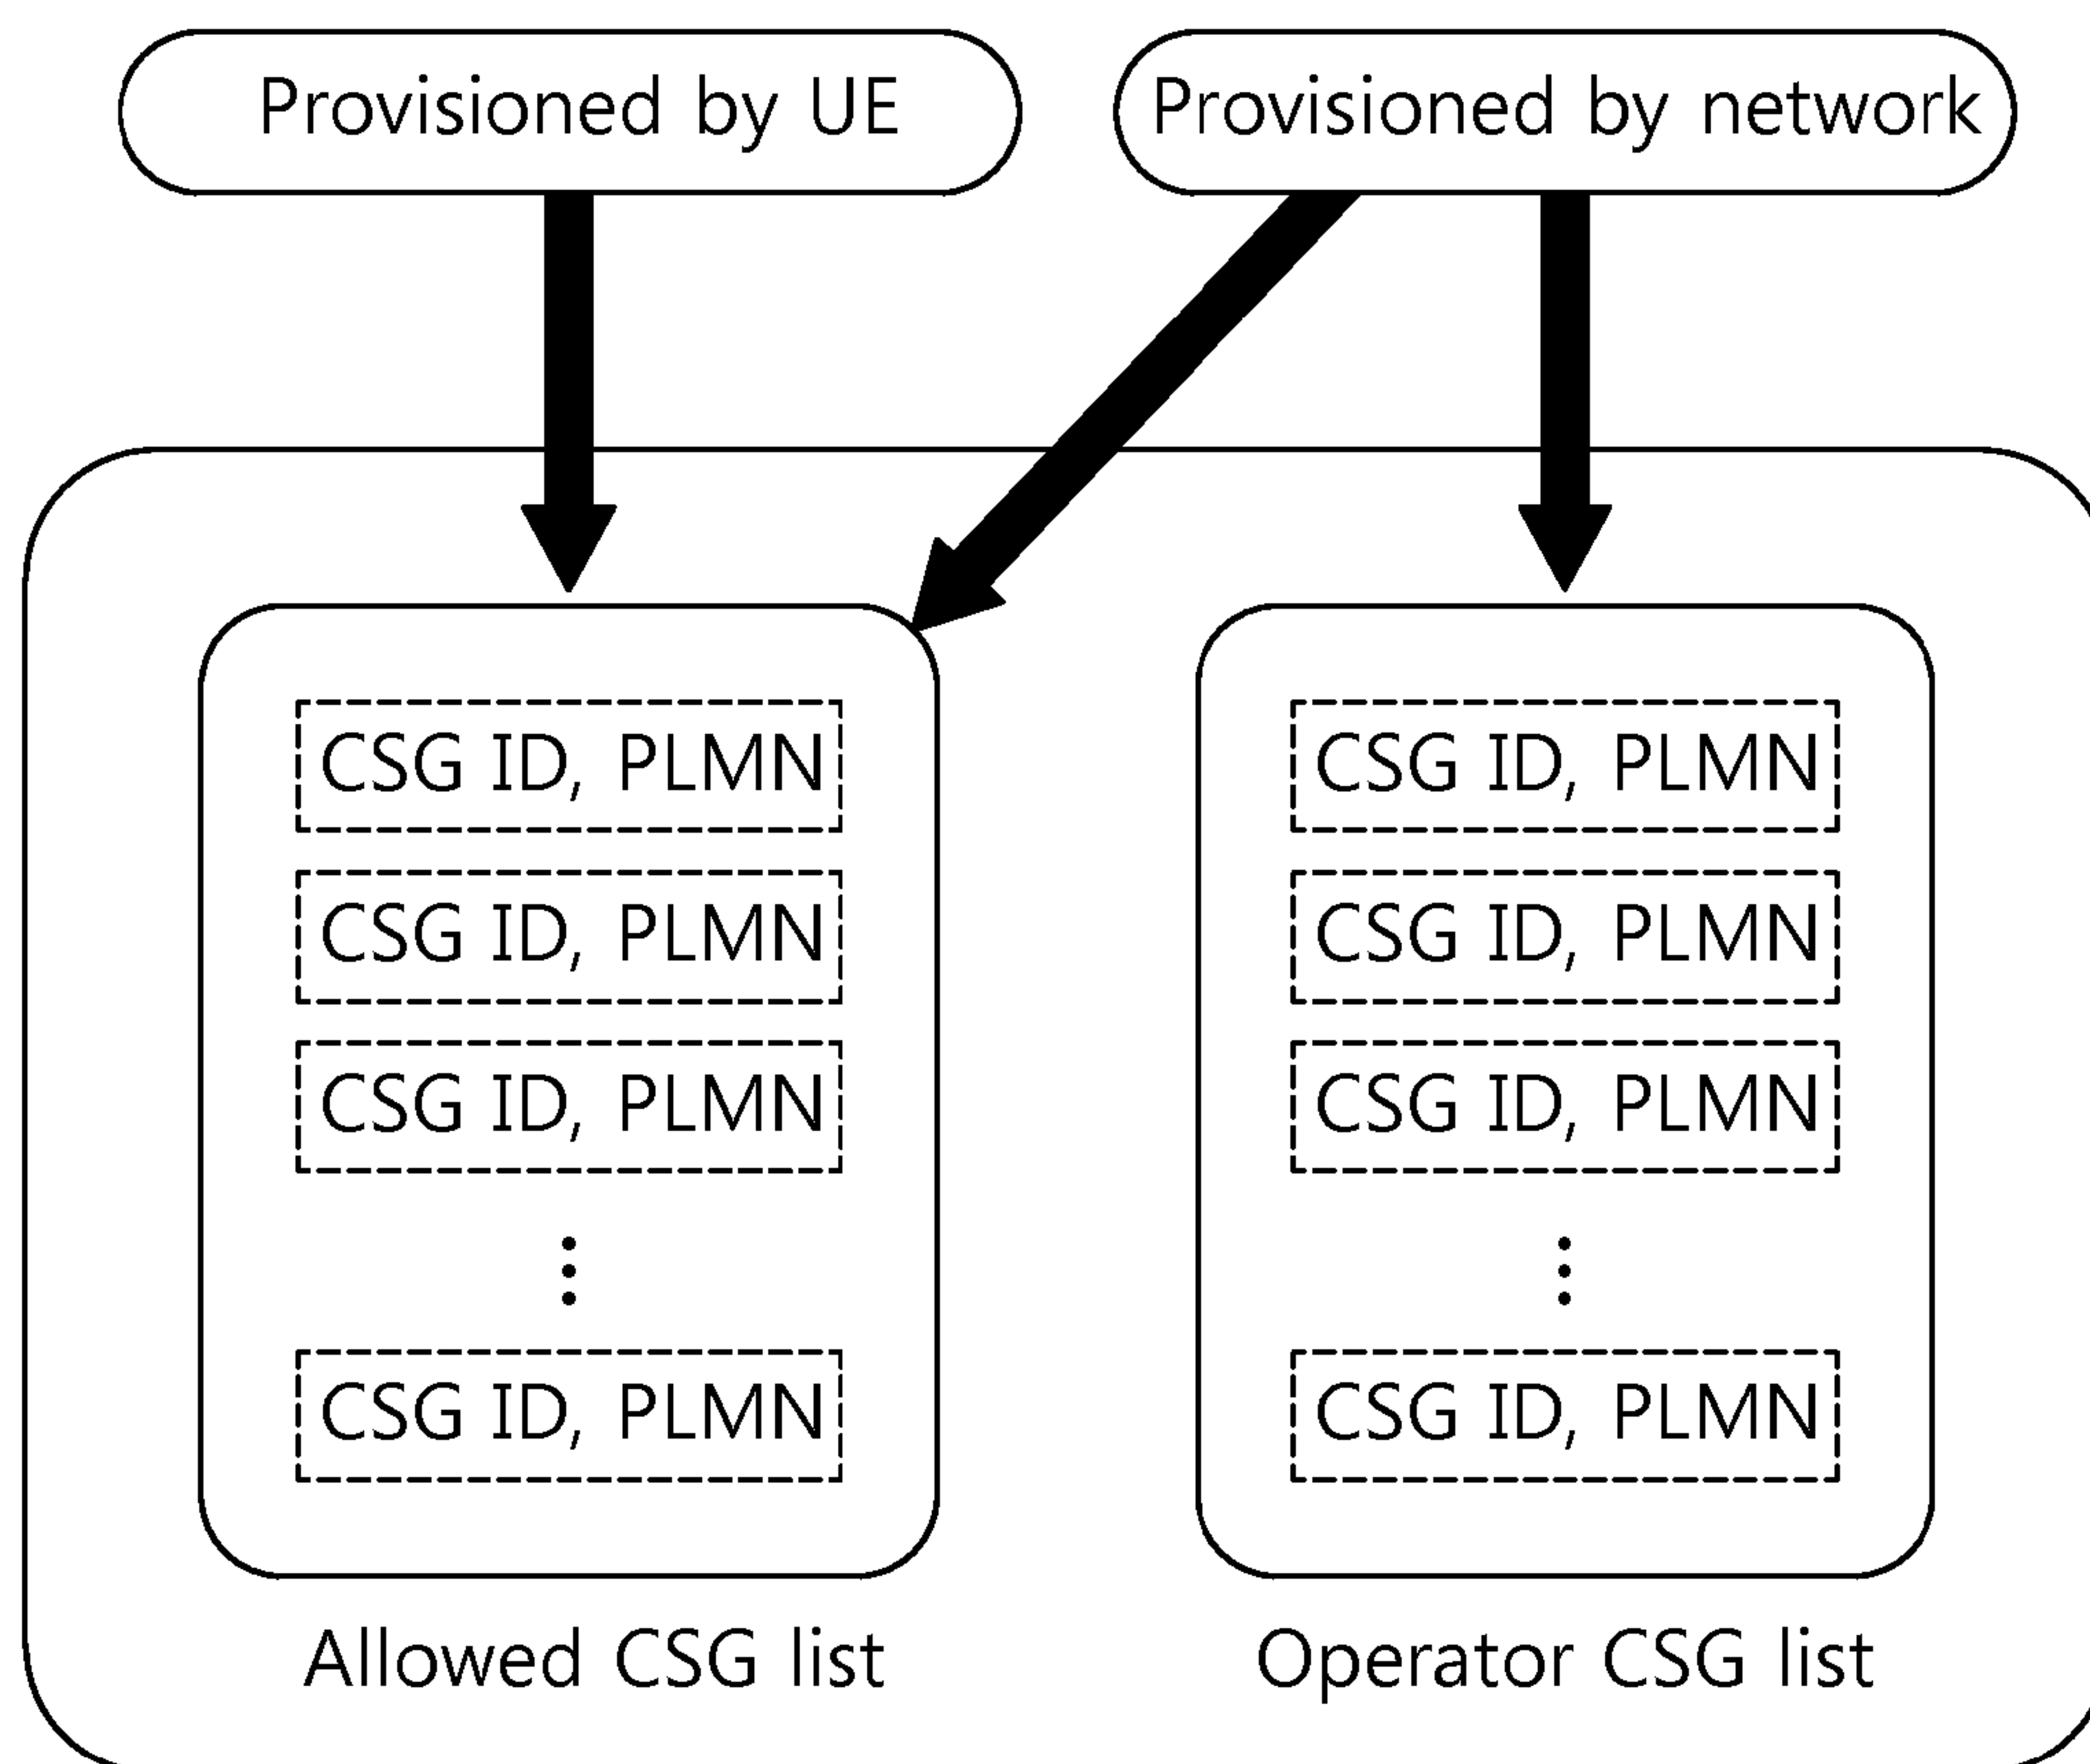 Provisioned by UE
Provisioned by network
CSG ID, PLMN
CSG ID, PLMN
CSG ID, PLMN
CSG ID, PLMN
Allowed CSG list
CSG ID, PLMN
CSG ID, PLMN
CSG ID, PLMN
CSG ID, PLMN
Operator CSG list